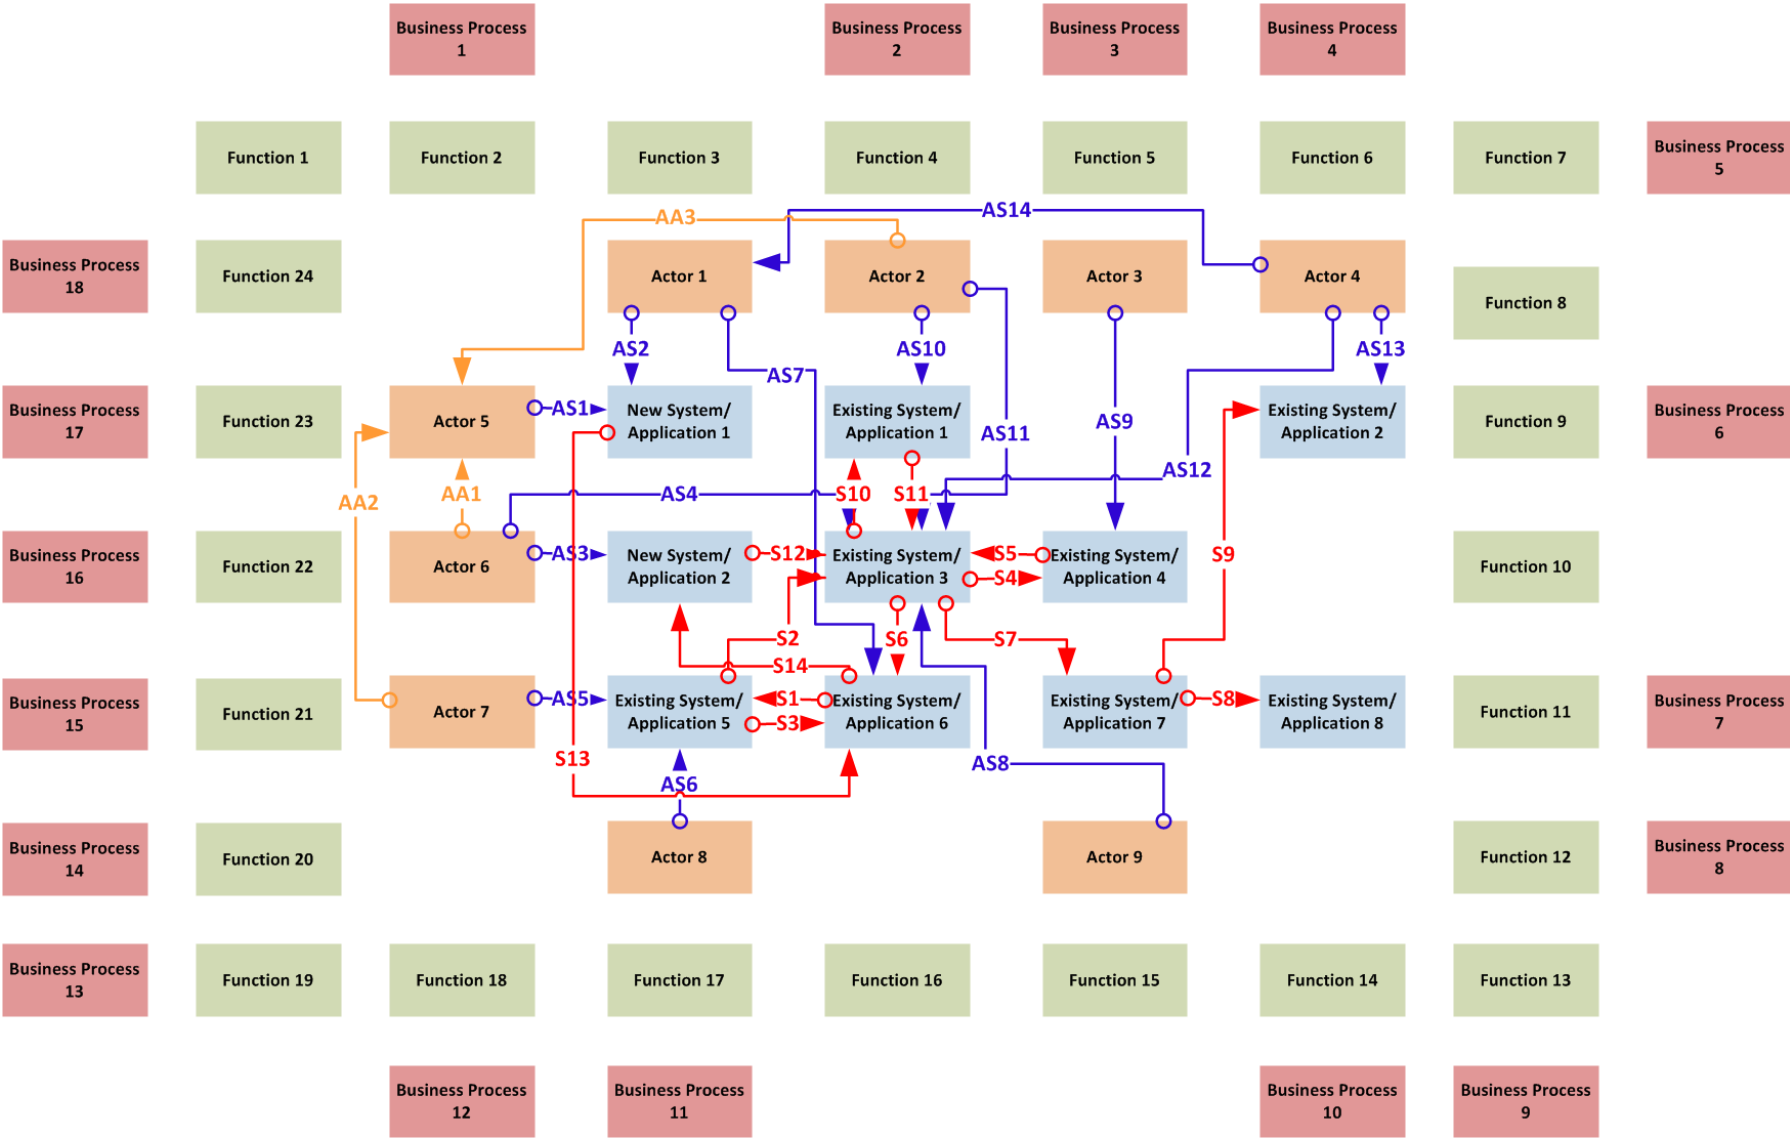 Business Process
1
Business Process
2
Business Process
3
Business Process
4
Function 1
Function 2
Function 3
Function 4
Function 5
Function 6
Function 7
Business Process
5
AA3
AS14
Business Process
18
Function 24
Actor 1
Actor 2
Actor 3
Actor 4
Function 8
AS2
AS10
AS13
AS7
Business Process
17
Function 23
Actor 5
AS1
New System/
Application 1
Existing System/
Application 1
AS11
AS9
Existing System/
Application 2
Function 9
Business Process
6
AS12
AA2
AA1
AS4
S10
S11
Business Process
16
Function 22
Actor 6
AS3
New System/
Application 2
S12
Existing System/
Application 3
S5
S4
Existing System/
Application 4
S9
Function 10
S2
S6
S7
S14
Business Process
15
Function 21
Actor 7
AS5
Existing System/
Application 5
S1
S3
Existing System/
Application 6
Existing System/
Application 7
S8
Existing System/
Application 8
Function 11
Business Process
7
S13
AS8
AS6
Business Process
14
Function 20
Actor 8
Actor 9
Function 12
Business Process
8
Business Process
13
Function 19
Function 18
Function 17
Function 16
Function 15
Function 14
Function 13
Business Process
12
Business Process
11
Business Process
10
Business Process
9